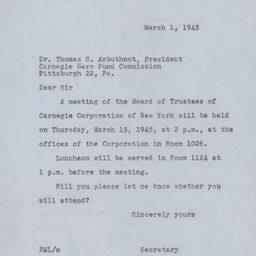 March 1, 1945
Dr. Thomas S. Arbuthnot, President
Carnegie Hero Fund Commission
Pittsburgh 22, Pa.
Dear Sir
A meeting of the Board of Trustees of
Carnegie Corporation of New York will be held
on Thursday, March 15, 1945, at 2 p.m., at the
offices of the Corporation in Room 1026.
Luncheon will be served in Room 1124 at
1 p.m. before the meeting.
Will you please let me know whether you
will attend?
Sincerely yours
RML/m Secretary